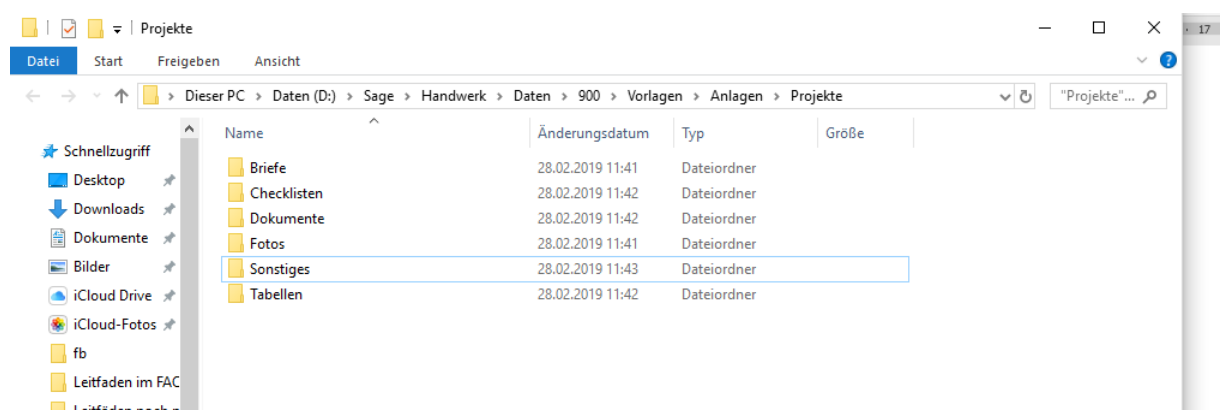 Projekte
17
Datei Start Freigeben Ansicht
Dieser PC > Daten (D:) > Sage > Handwerk > Daten > 900 > Vorlagen > Anlagen > Projekte "Projekte"...
Name Änderungsdatum Typ Größe
Schnellzugriff
Desktop
Downloads
Dokumente
Bilder
iCloud Drive
iCloud-Fotos
fb
Leitfaden im FAC
Briefe 28.02.2019 11:41 Dateiordner
Checklisten 28.02.2019 11:42 Dateiordner
Dokumente 28.02.2019 11:42 Dateiordner
Fotos 28.02.2019 11:41 Dateiordner
Sonstiges 28.02.2019 11:43 Dateiordner
Tabellen 28.02.2019 11:42 Dateiordner